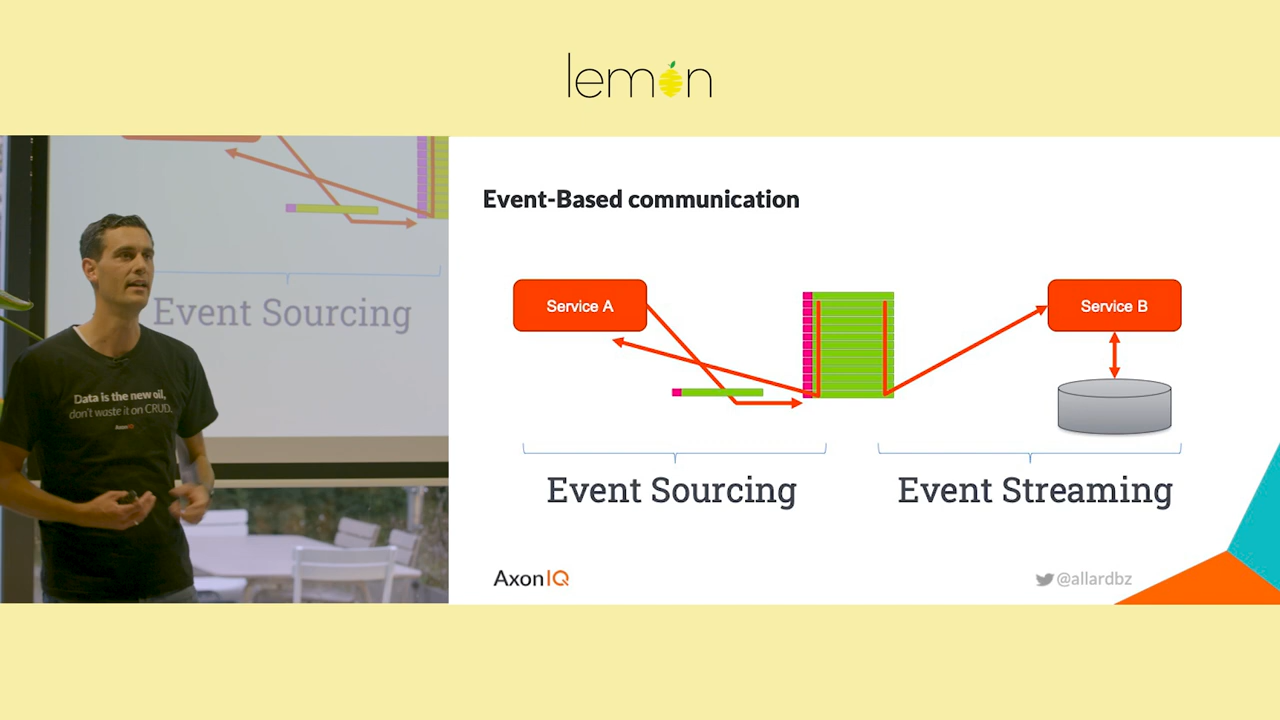 lemon
Event Sourcing
Data is the new oil,
don't waste it on CRUD.
AxonIQ
Event-Based communication
Service A
Service B
Event Sourcing
Event Streaming
AxonIQ
@allardbz